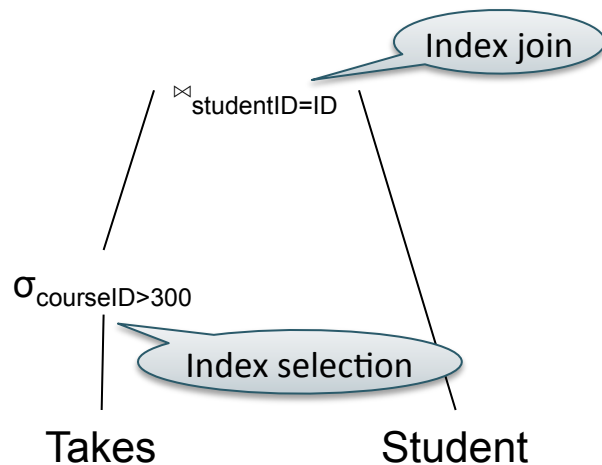 Index join
⋈studentID=ID
σcourseID>300
Index selection
Takes
Student